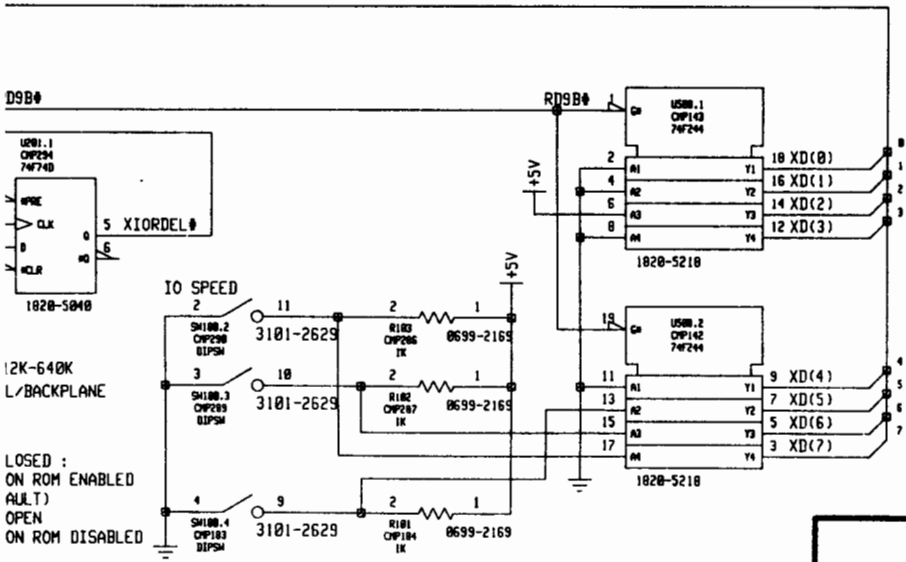 D9B#
RD9B#
1
G#
U500.1
CMP143
74F244
+5V
2 A1 Y1 18 XD(0) 0
4 A2 Y2 16 XD(1) 1
6 A3 Y3 14 XD(2) 2
8 A4 Y4 12 XD(3) 3
1820-5218
U201.1
CMP294
74F74D
#PRE
CLK
D
#CLR
Q 5 XIORDEL#
#Q 6
1820-5040
IO SPEED
+5V
2 11
SW100.2
CMP290
DIPSW
3101-2629
2 1
R103
CMP206
1K
0699-2169
19
G#
U500.2
CMP142
74F244
12K-640K
L/BACKPLANE
3 10
SW100.3
CMP289
DIPSW
3101-2629
2 1
R102
CMP207
1K
0699-2169
11 A1 Y1 9 XD(4) 4
13 A2 Y2 7 XD(5) 5
15 A3 Y3 5 XD(6) 6
17 A4 Y4 3 XD(7) 7
1820-5218
LOSED :
ON ROM ENABLED
AULT)
OPEN
ON ROM DISABLED
4 9
SW100.4
CMP183
DIPSW
3101-2629
2 1
R101
CMP184
1K
0699-2169